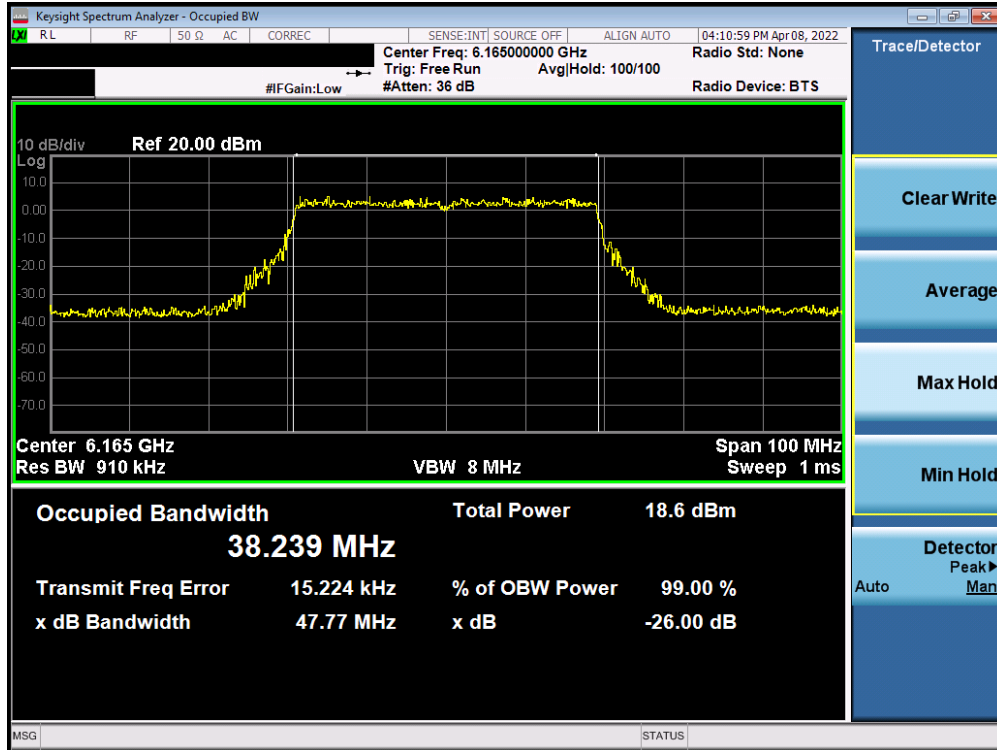 Keysight Spectrum Analyzer - Occupied BW
LXI RL RF 50 Ω AC CORREC SENSE:INT SOURCE OFF ALIGN AUTO 04:10:59 PM Apr 08, 2022
Center Freq: 6.165000000 GHz Radio Std: None
Trig: Free Run Avg|Hold: 100/100
#IFGain:Low #Atten: 36 dB Radio Device: BTS
Trace/Detector
10 dB/div Ref 20.00 dBm
Log
10.0
0.00
-10.0
-20.0
-30.0
-40.0
-50.0
-60.0
-70.0
Center 6.165 GHz Span 100 MHz
Res BW 910 kHz VBW 8 MHz Sweep 1 ms
Occupied Bandwidth Total Power 18.6 dBm
38.239 MHz
Transmit Freq Error 15.224 kHz % of OBW Power 99.00 %
x dB Bandwidth 47.77 MHz x dB -26.00 dB
Clear Write
Average
Max Hold
Min Hold
Detector
Peak▶
Auto Man
MSG STATUS